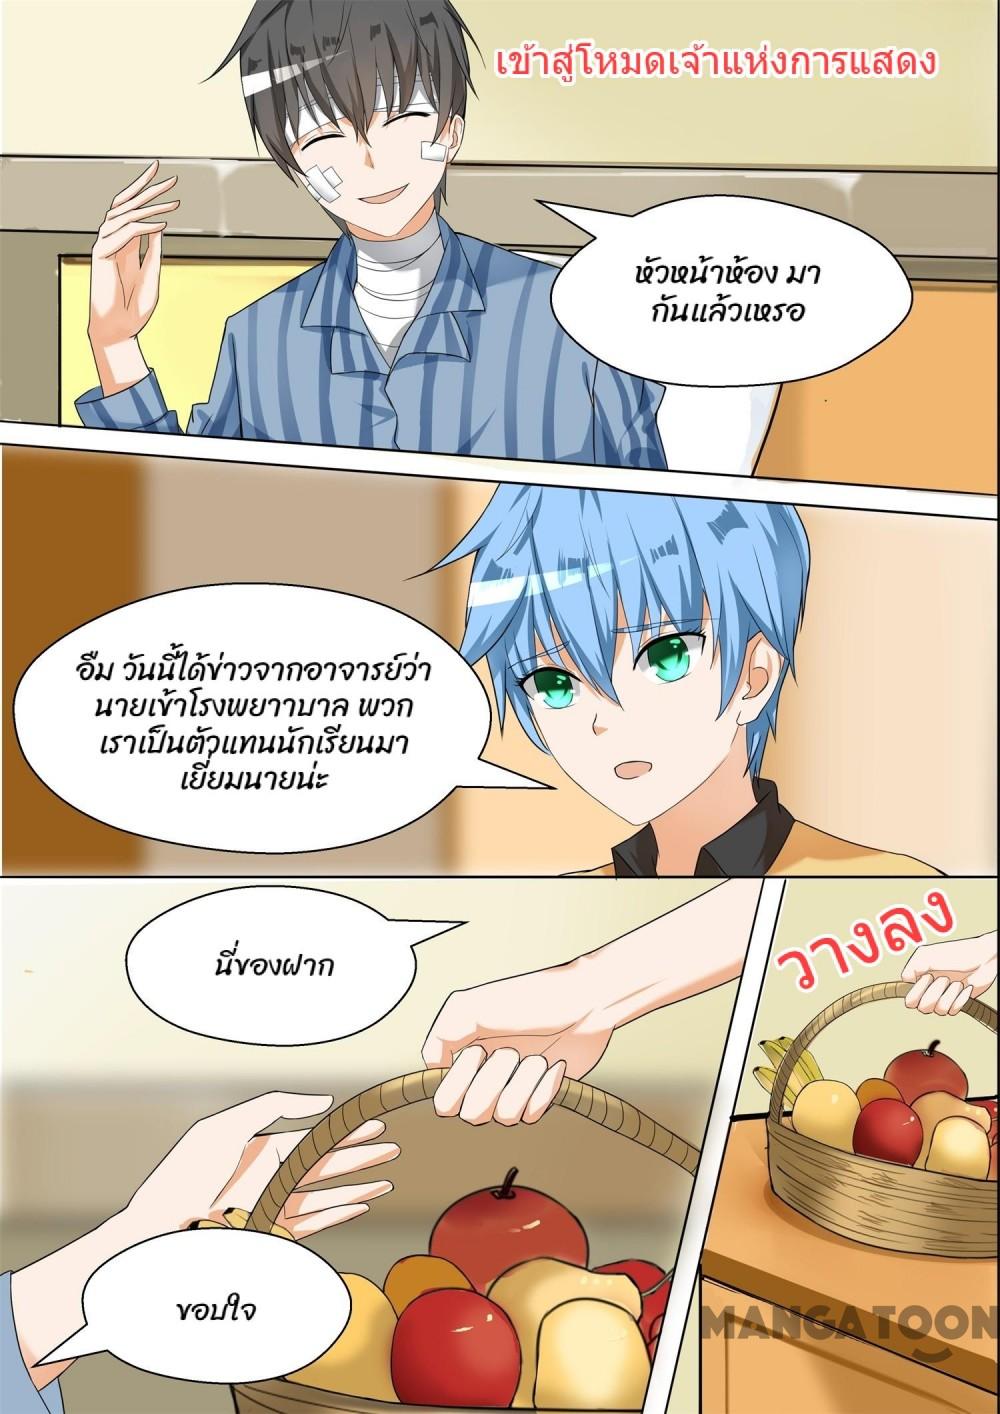 เข้าสู่โหมดเจ้าแห่งการแสดง
หัวหน้าห้อง มา
กันแล้วเหรอ
อืม วันนี้ได้ข่าวจากอาจารย์ว่า
นายเข้าโรงพยาาบาล พวก
เราเป็นตัวแทนนักเรียนมา
เยี่ยมนายน่ะ
นี่ของฝาก
วางลง
ขอบใจ
MANGATOON